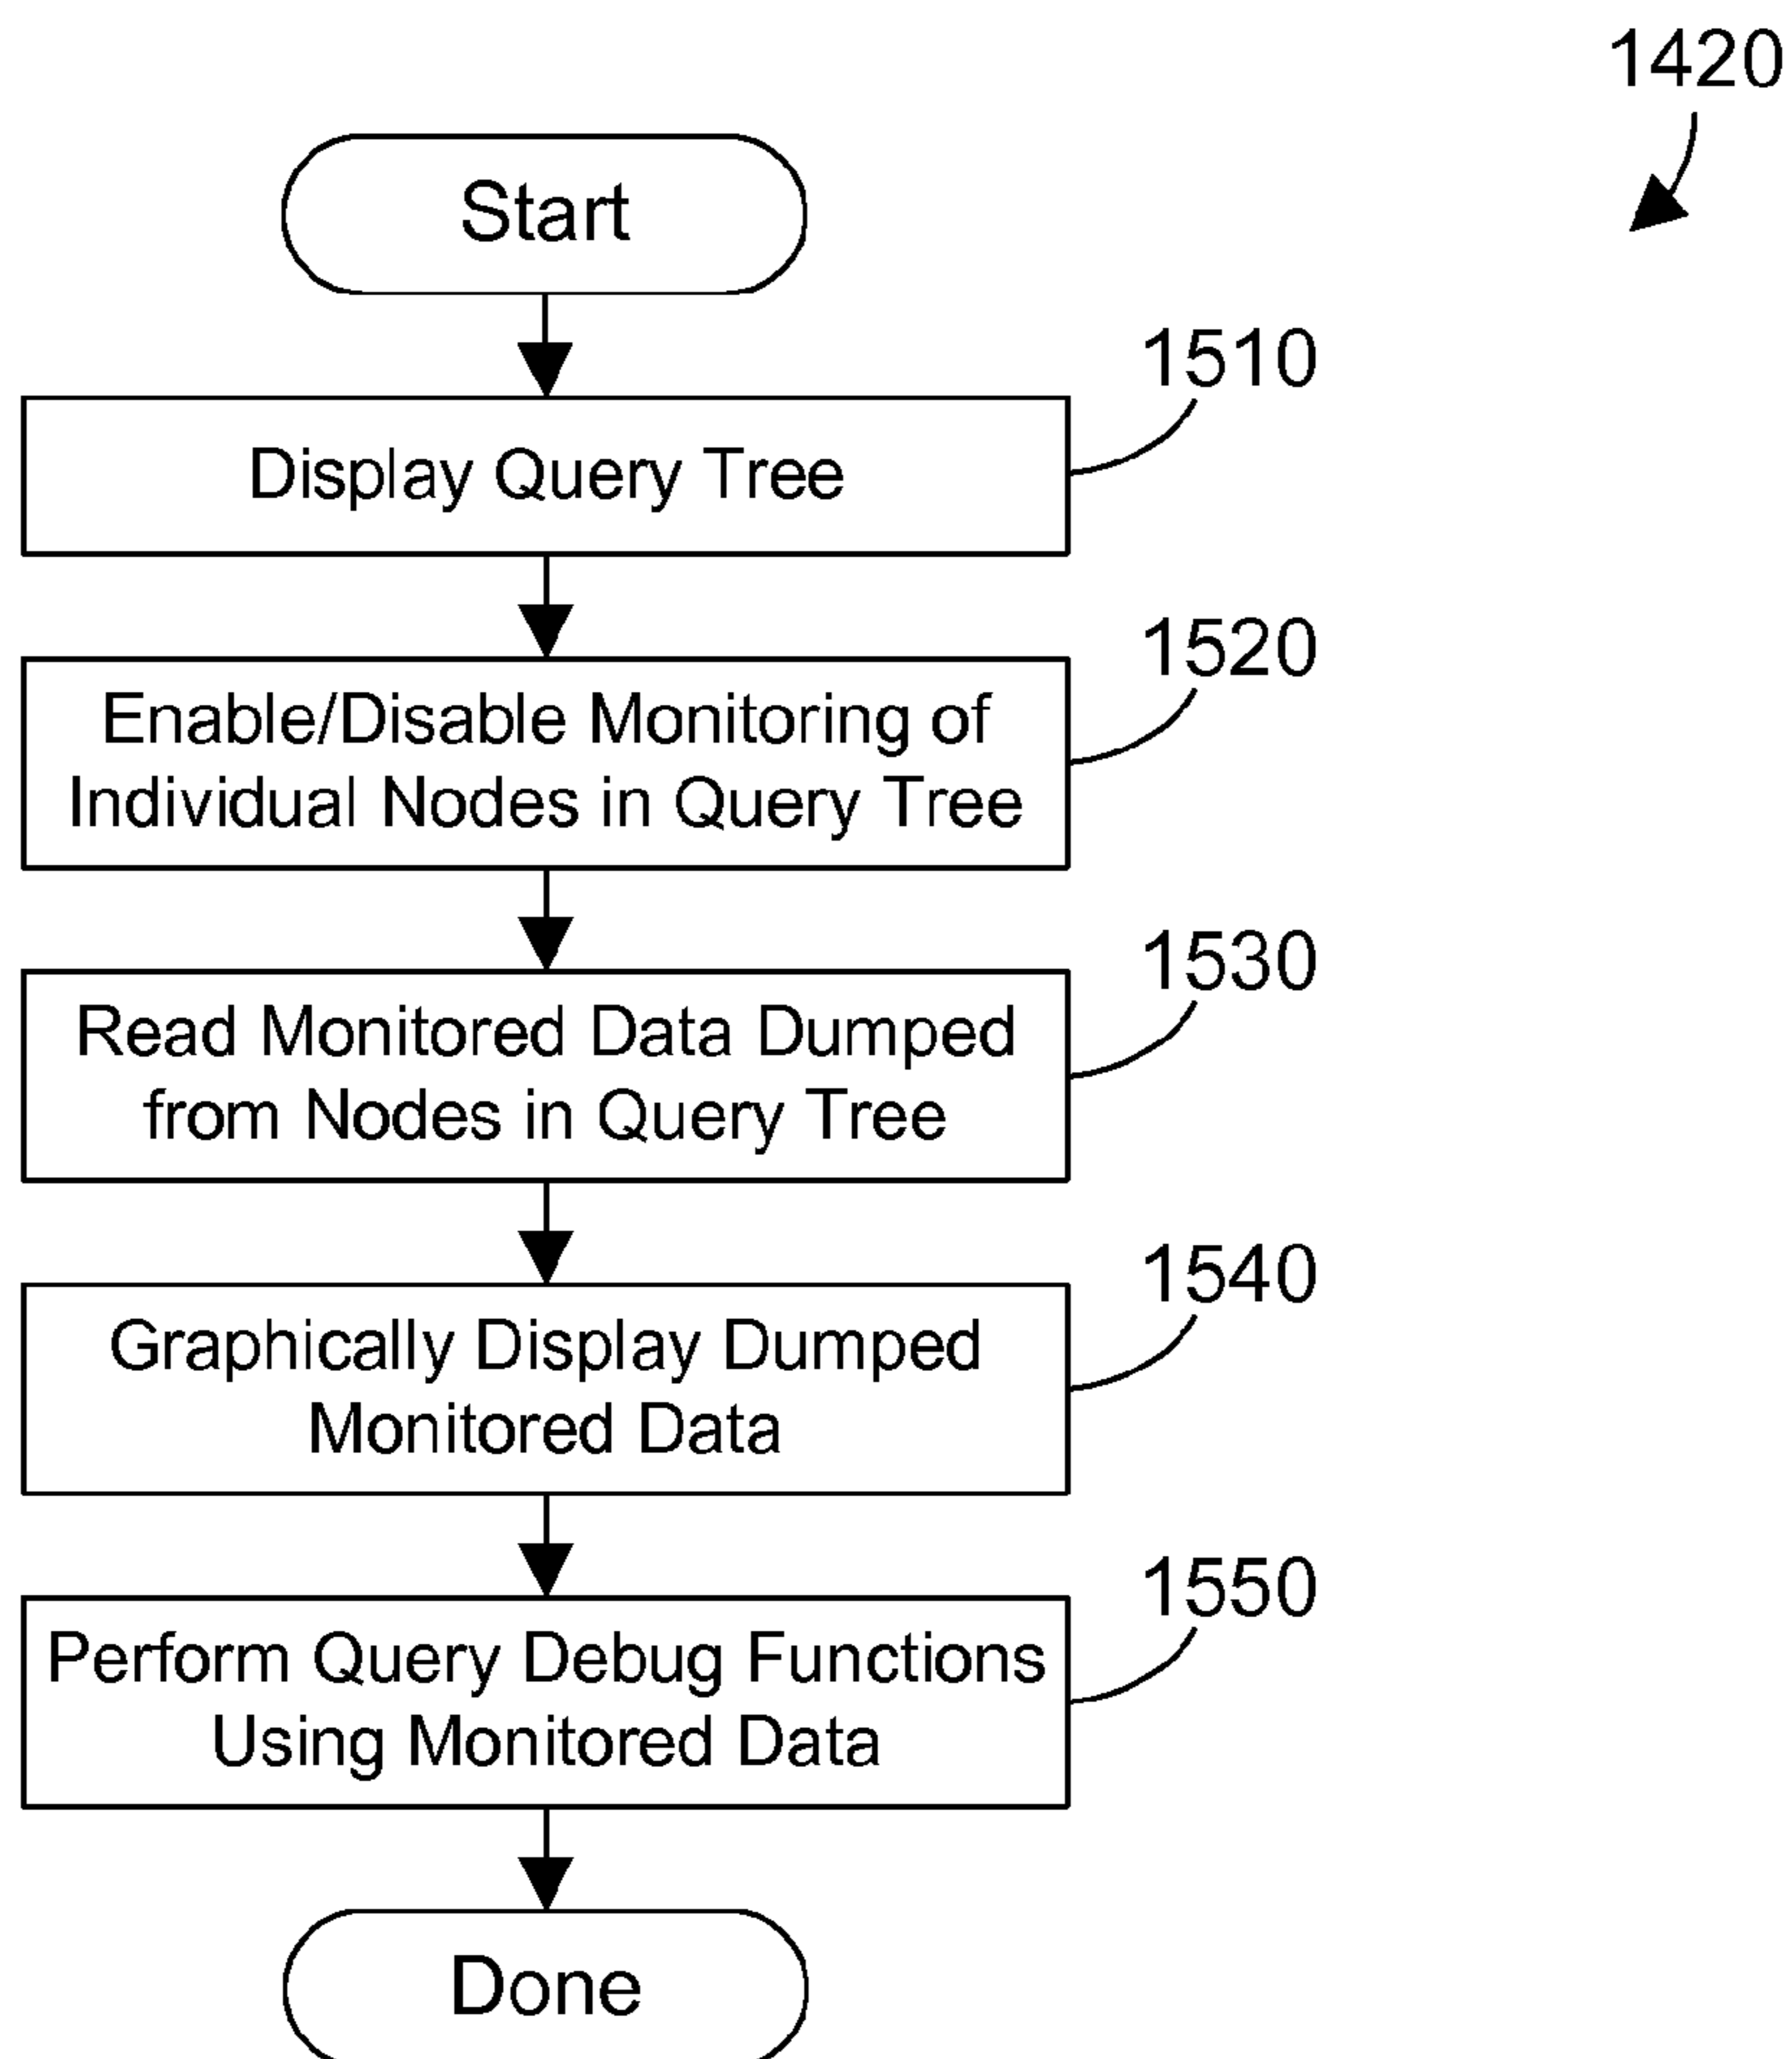 1420
Start
1510
Display Query Tree
1520
Enable/Disable Monitoring of
Individual Nodes in Query Tree
1530
Read Monitored Data Dumped
from Nodes in Query Tree
1540
Graphically Display Dumped
Monitored Data
1550
Perform Query Debug Functions
Using Monitored Data
Done